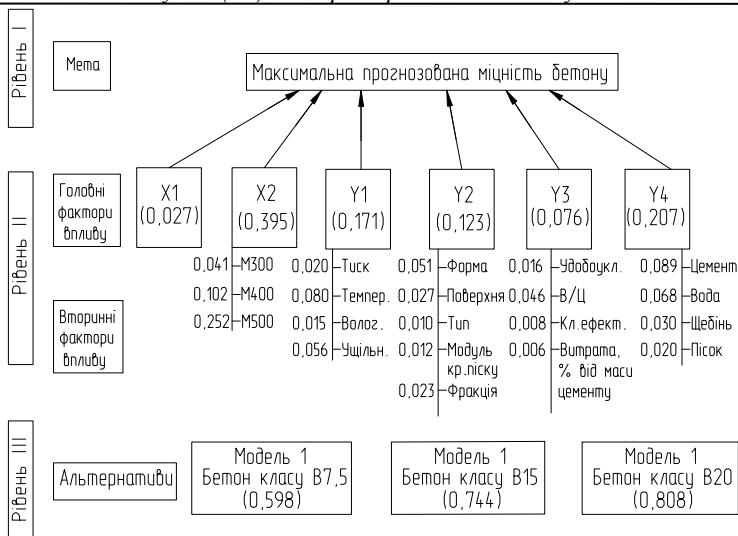 Рівень I
Мета
Максимальна прогнозована міцність бетону
Рівень II
Головні
фактори
впливу
X1
(0,027)
X2
(0,395)
Y1
(0,171)
Y2
(0,123)
Y3
(0,076)
Y4
(0,207)
Вторинні
фактори
впливу
0,041 М300
0,102 М400
0,252 М500
0,020 Тиск
0,080 Темпер.
0,015 Волог.
0,056 Ущільн.
0,051 Форма
0,027 Поверхня
0,010 Тип
0,012 Модуль
кр.піску
0,023 Фракція
0,016 Удобоукл.
0,046 В/Ц
0,008 Кл.ефект.
0,006 Витрата,
% від маси
цементу
0,089 Цемент
0,068 Вода
0,030 Щебінь
0,020 Пісок
Рівень III
Альтернативи
Модель 1
Бетон класу В7,5
(0,598)
Модель 1
Бетон класу В15
(0,744)
Модель 1
Бетон класу В20
(0,808)